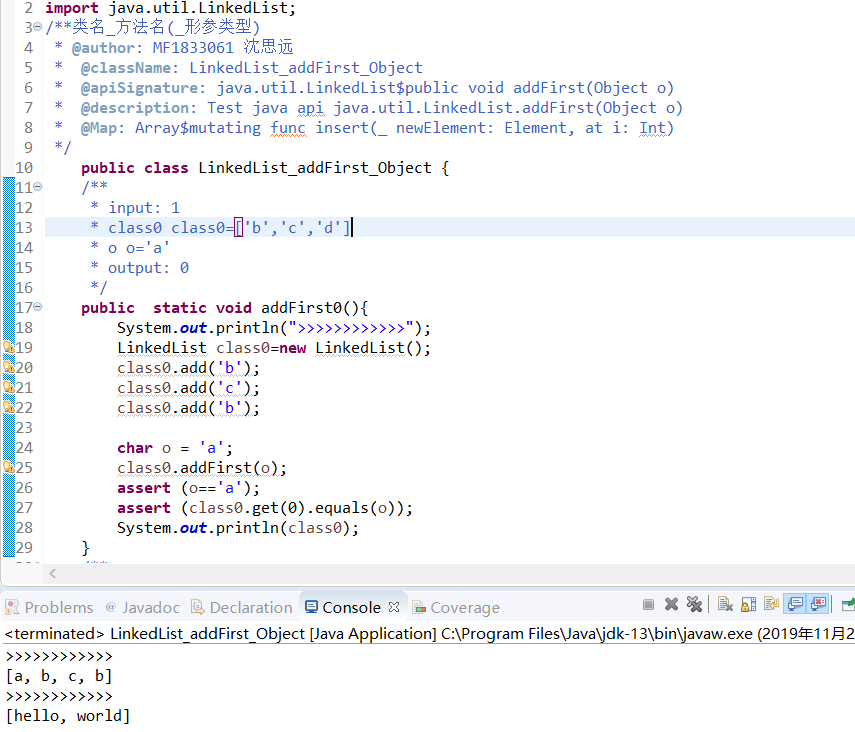 2 import java.util.LinkedList;
3 /**类名_方法名(_形参类型)
4 * @author: MF1833061 沈思远
5 * @className: LinkedList_addFirst_Object
6 * @apiSignature: java.util.LinkedList$public void addFirst(Object o)
7 * @description: Test java api java.util.LinkedList.addFirst(Object o)
8 * @Map: Array$mutating func insert(_ newElement: Element, at i: Int)
9 */
10 public class LinkedList_addFirst_Object {
11 /**
12 * input: 1
13 * class0 class0=['b','c','d']
14 * o o='a'
15 * output: 0
16 */
17 public static void addFirst0(){
18 System.out.println(">>>>>>>>>>>>");
19 LinkedList class0=new LinkedList();
20 class0.add('b');
21 class0.add('c');
22 class0.add('b');
23
24 char o = 'a';
25 class0.addFirst(o);
26 assert (o=='a');
27 assert (class0.get(0).equals(o));
28 System.out.println(class0);
29 }
Problems @ Javadoc Declaration Console Coverage
<terminated> LinkedList_addFirst_Object [Java Application] C:\Program Files\Java\jdk-13\bin\javaw.exe (2019年11月2
>>>>>>>>>>>>
[a, b, c, b]
>>>>>>>>>>>>
[hello, world]